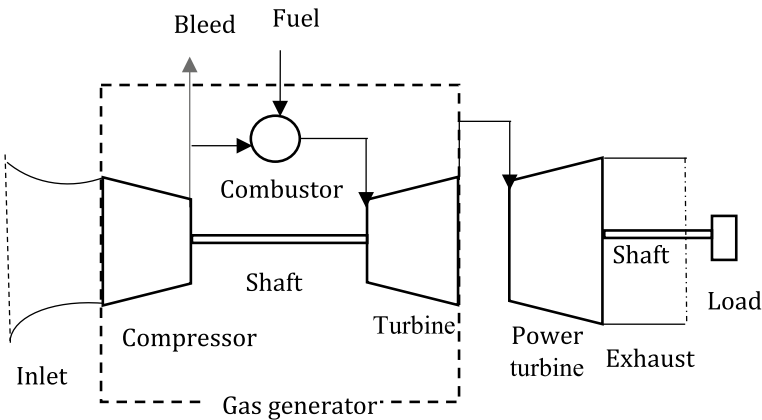 Fuel
Bleed
Combustor
Shaft
Shaft
Load
Turbine
Compressor
Power
turbine
Exhaust
Inlet
Gas generator